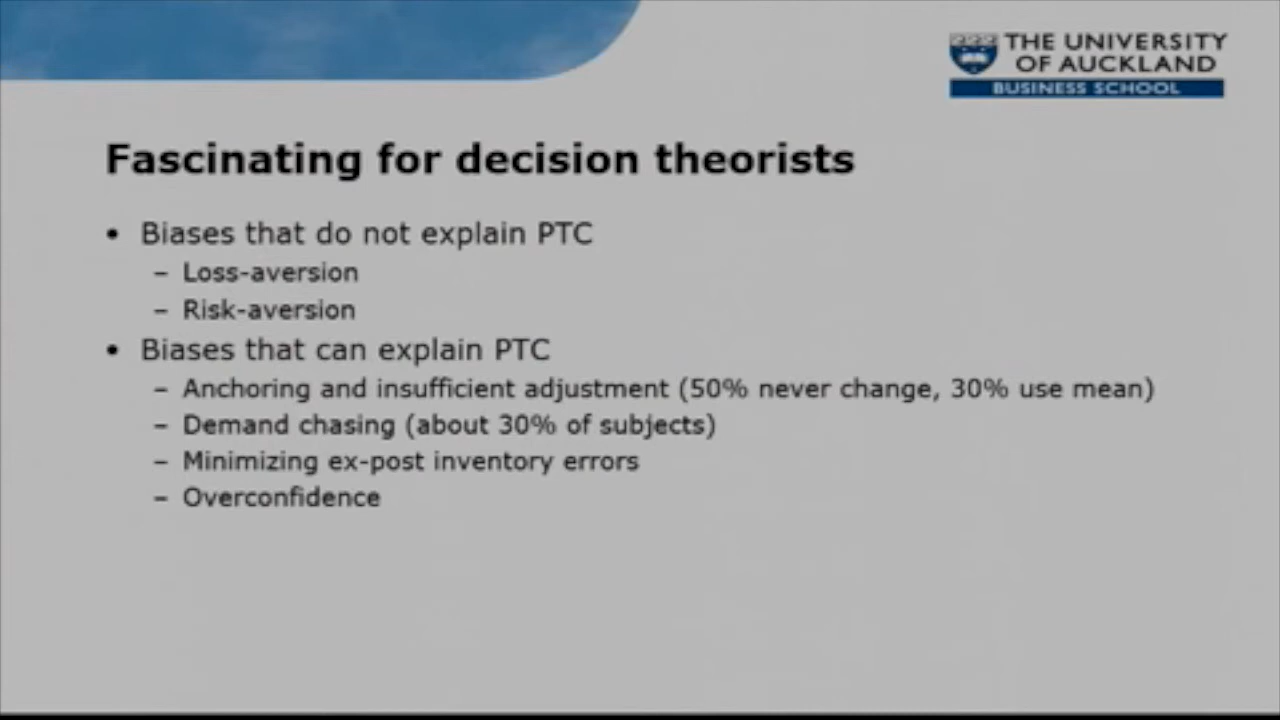 THE UNIVERSITY
OF AUCKLAND
BUSINESS SCHOOL
Fascinating for decision theorists
• Biases that do not explain PTC
– Loss-aversion
– Risk-aversion
• Biases that can explain PTC
– Anchoring and insufficient adjustment (50% never change, 30% use mean)
– Demand chasing (about 30% of subjects)
– Minimizing ex-post inventory errors
– Overconfidence